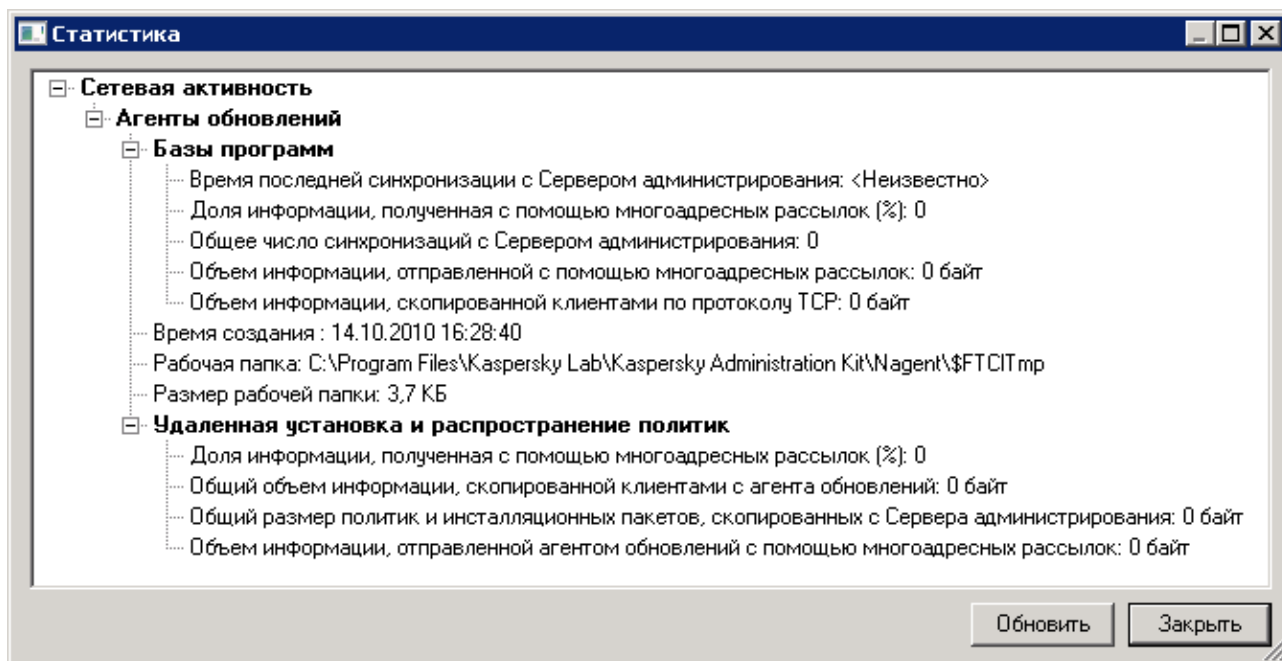 Статистика
Сетевая активность
Агенты обновлений
Базы программ
Время последней синхронизации с Сервером администрирования: <Неизвестно>
Доля информации, полученная с помощью многоадресных рассылок (%): 0
Общее число синхронизаций с Сервером администрирования: 0
Объем информации, отправленной с помощью многоадресных рассылок: 0 байт
Объем информации, скопированной клиентами по протоколу TCP: 0 байт
Время создания : 14.10.2010 16:28:40
Рабочая папка: C:\Program Files\Kaspersky Lab\Kaspersky Administration Kit\Nagent\$FTCITmp
Размер рабочей папки: 3,7 КБ
Удаленная установка и распространение политик
Доля информации, полученная с помощью многоадресных рассылок (%): 0
Общий объем информации, скопированной клиентами с агента обновлений: 0 байт
Общий размер политик и инсталляционных пакетов, скопированных с Сервера администрирования: 0 байт
Объем информации, отправленной агентом обновлений с помощью многоадресных рассылок: 0 байт
Обновить Закрыть